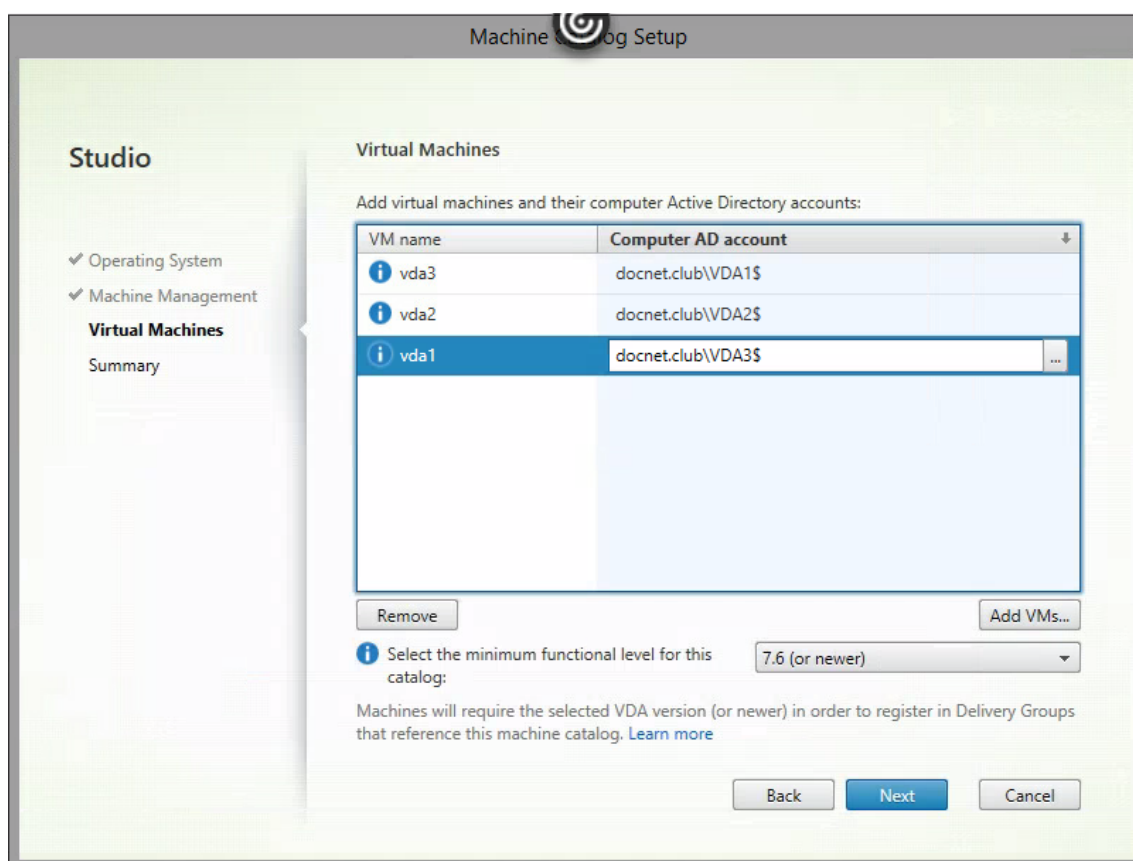 Machine Catalog Setup
Studio
Operating System
Machine Management
Virtual Machines
Summary
Virtual Machines
Add virtual machines and their computer Active Directory accounts:
VM name Computer AD account
vda3 docnet.club\VDA1$
vda2 docnet.club\VDA2$
vda1 docnet.club\VDA3$ ...
Remove Add VMs...
Select the minimum functional level for this
catalog:
7.6 (or newer)
Machines will require the selected VDA version (or newer) in order to register in Delivery Groups
that reference this machine catalog. Learn more
Back Next Cancel